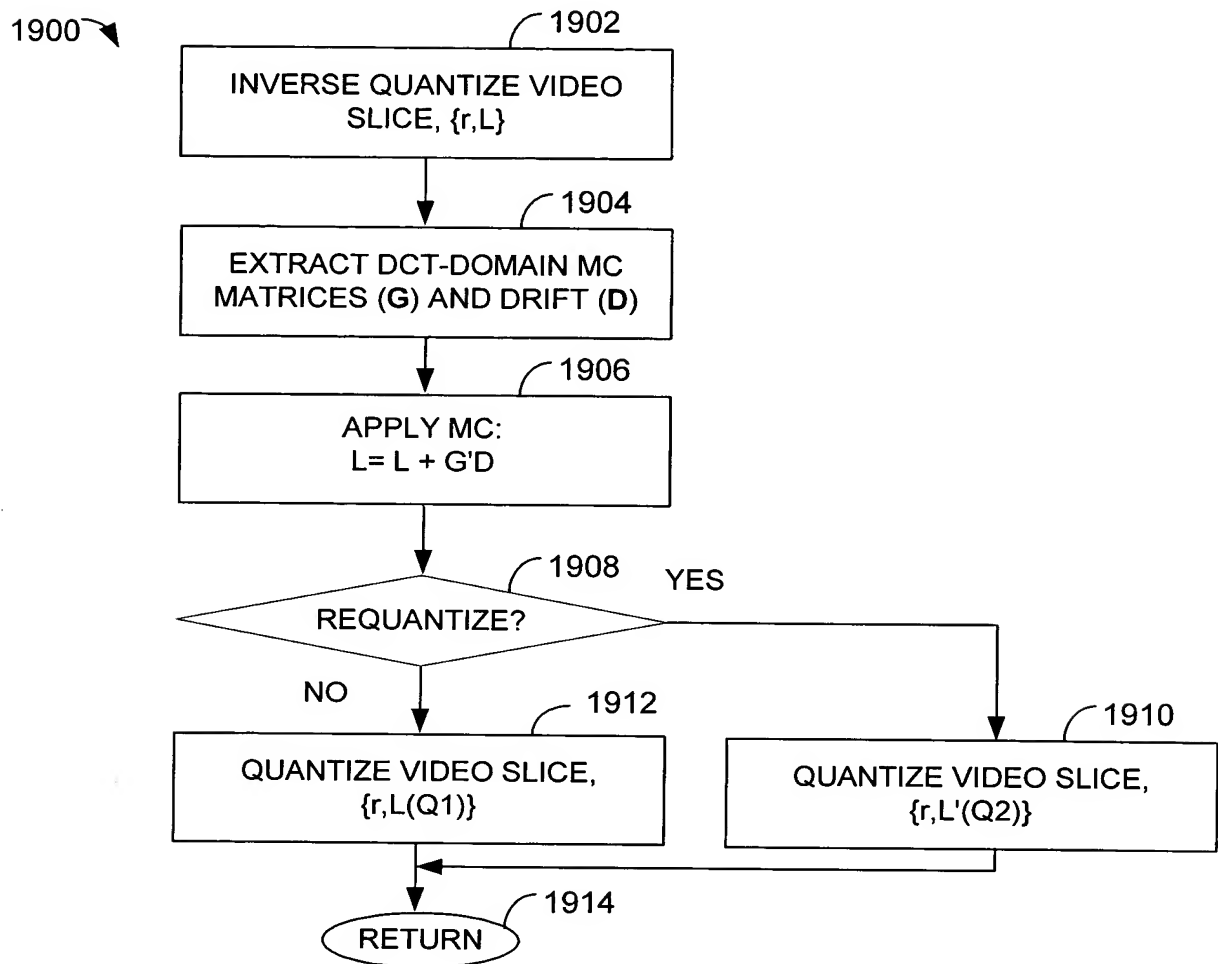 1900
1902
INVERSE QUANTIZE VIDEO
SLICE, {r,L}
1904
EXTRACT DCT-DOMAIN MC
MATRICES (G) AND DRIFT (D)
1906
APPLY MC:
L= L + G'D
1908
YES
REQUANTIZE?
NO
1912
1910
QUANTIZE VIDEO SLICE,
{r,L(Q1)}
QUANTIZE VIDEO SLICE,
{r,L'(Q2)}
1914
RETURN